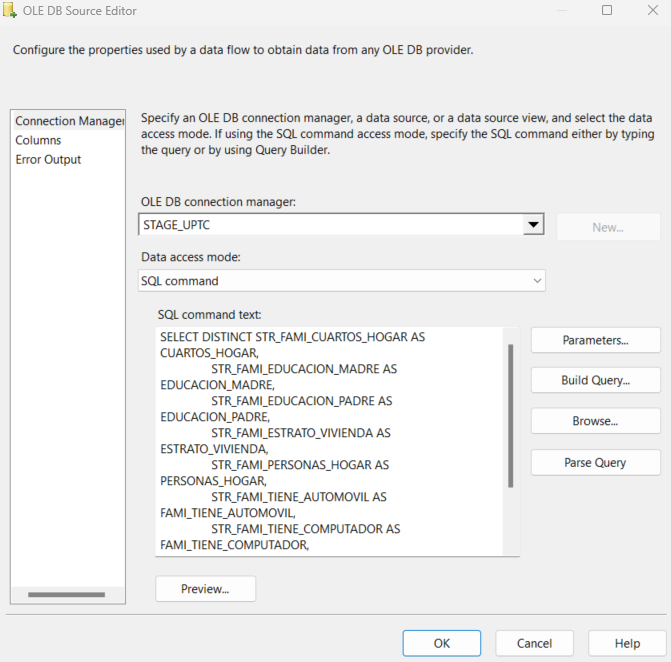 OLE DB Source Editor
Configure the properties used by a data flow to obtain data from any OLE DB provider.
Connection Manager
Columns
Error Output
Specify an OLE DB connection manager, a data source, or a data source view, and select the data
access mode. If using the SQL command access mode, specify the SQL command either by typing
the query or by using Query Builder.
OLE DB connection manager:
STAGE_UPTC
New...
Data access mode:
SQL command
SQL command text:
SELECT DISTINCT STR_FAMI_CUARTOS_HOGAR AS
CUARTOS_HOGAR,
STR_FAMI_EDUCACION_MADRE AS
EDUCACION_MADRE,
STR_FAMI_EDUCACION_PADRE AS
EDUCACION_PADRE,
STR_FAMI_ESTRATO_VIVIENDA AS
ESTRATO_VIVIENDA,
STR_FAMI_PERSONAS_HOGAR AS
PERSONAS_HOGAR,
STR_FAMI_TIENE_AUTOMOVIL AS
FAMI_TIENE_AUTOMOVIL,
STR_FAMI_TIENE_COMPUTADOR AS
FAMI_TIENE_COMPUTADOR,
Parameters...
Build Query...
Browse...
Parse Query
Preview...
OK
Cancel
Help